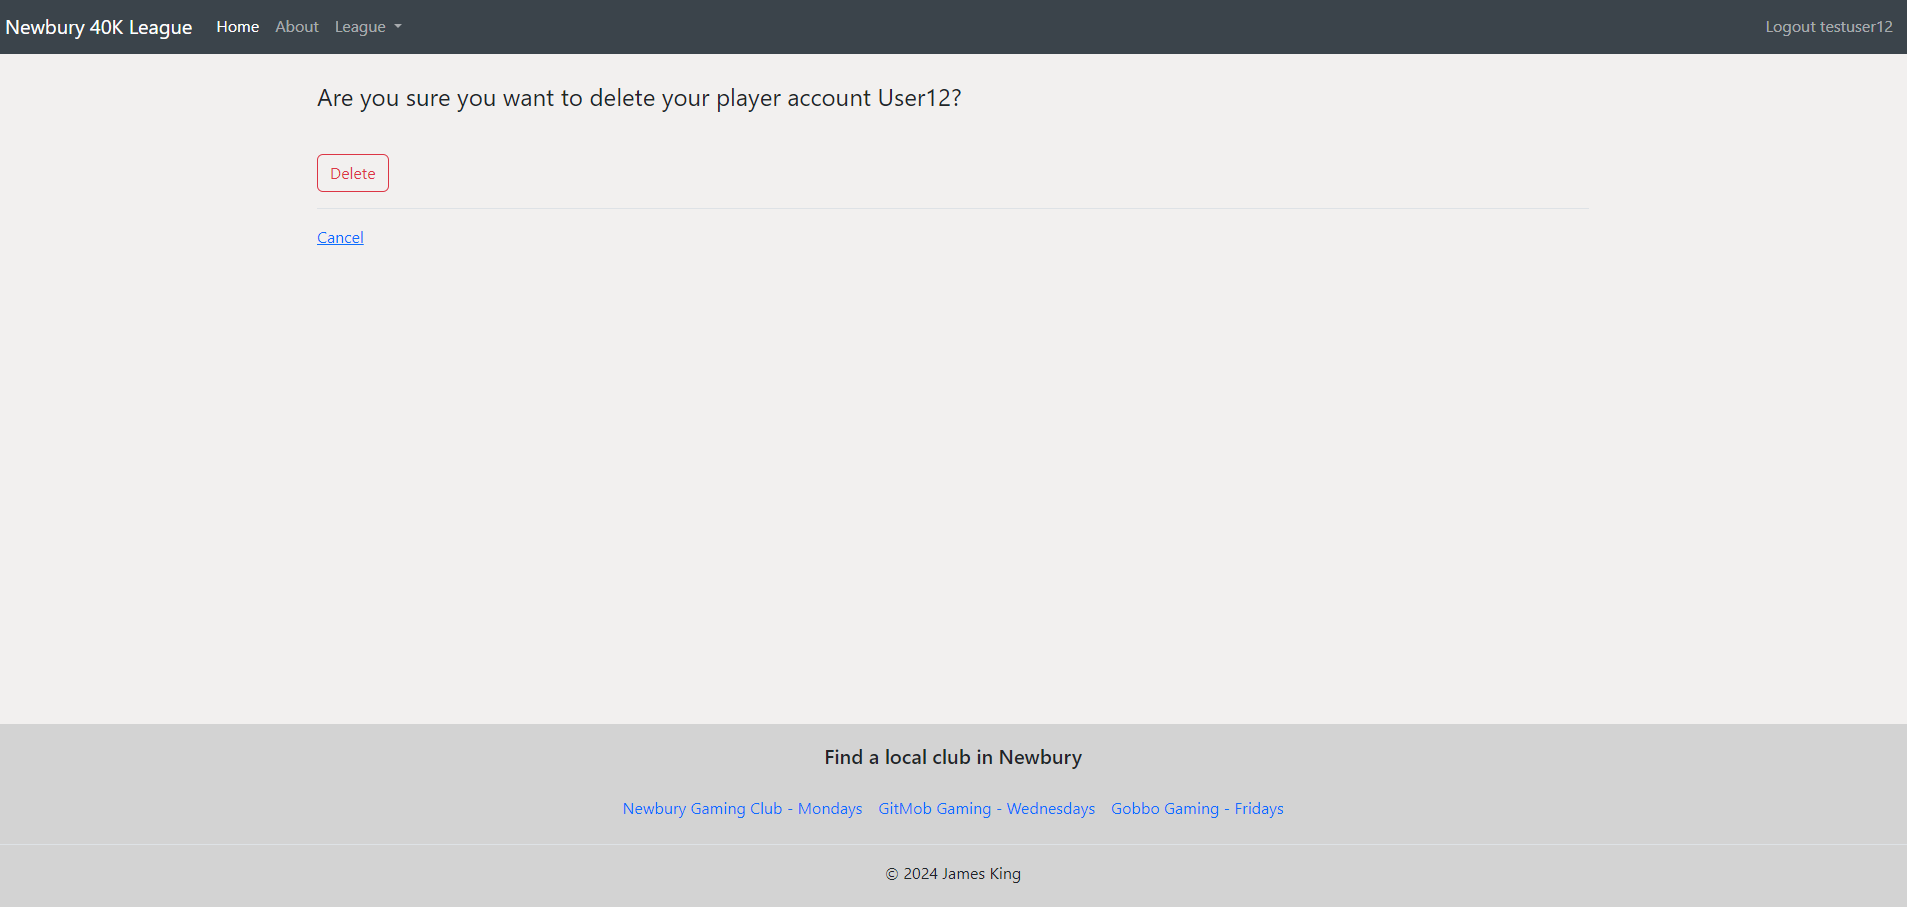 Newbury 40K League Home About League Logout testuser12
Are you sure you want to delete your player account User12?
Delete
Cancel
Find a local club in Newbury
Newbury Gaming Club - Mondays GitMob Gaming - Wednesdays Gobbo Gaming - Fridays
© 2024 James King